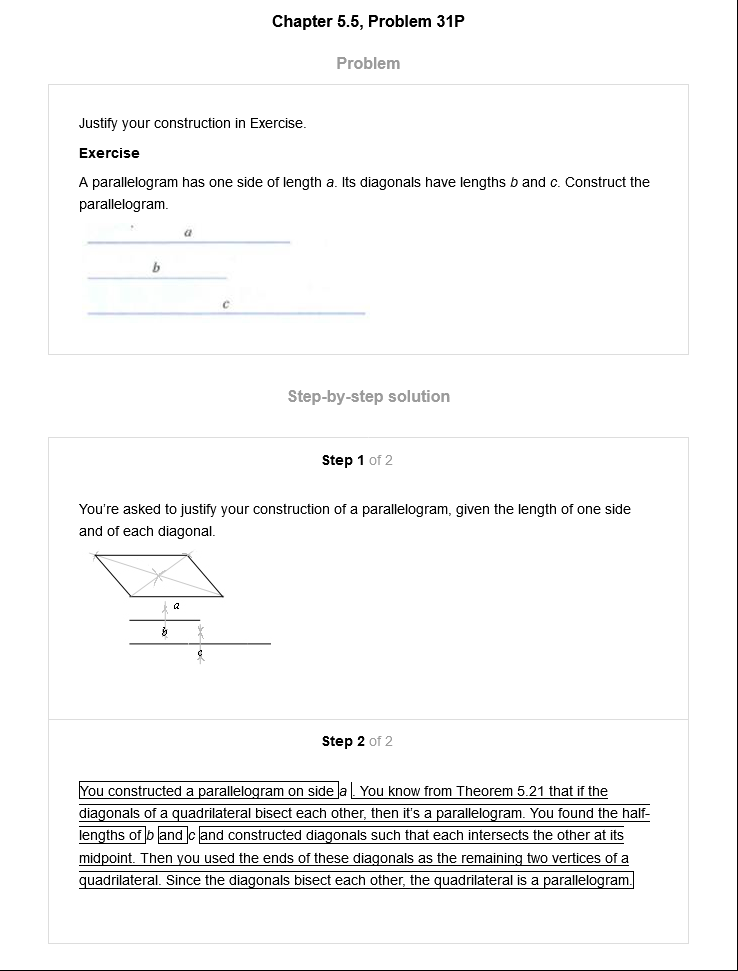 Chapter 5.5, Problem 31P
Problem
Justify your construction in Exercise.
Exercise
A parallelogram has one side of length a. Its diagonals have lengths b and c. Construct the
parallelogram.
a
b
c
Step-by-step solution
Step 1 of 2
You’re asked to justify your construction of a parallelogram, given the length of one side
and of each diagonal.
a
b
c
Step 2 of 2
You constructed a parallelogram on side a . You know from Theorem 5.21 that if the
diagonals of a quadrilateral bisect each other, then it’s a parallelogram. You found the half-
lengths of b and c and constructed diagonals such that each intersects the other at its
midpoint. Then you used the ends of these diagonals as the remaining two vertices of a
quadrilateral. Since the diagonals bisect each other, the quadrilateral is a parallelogram.